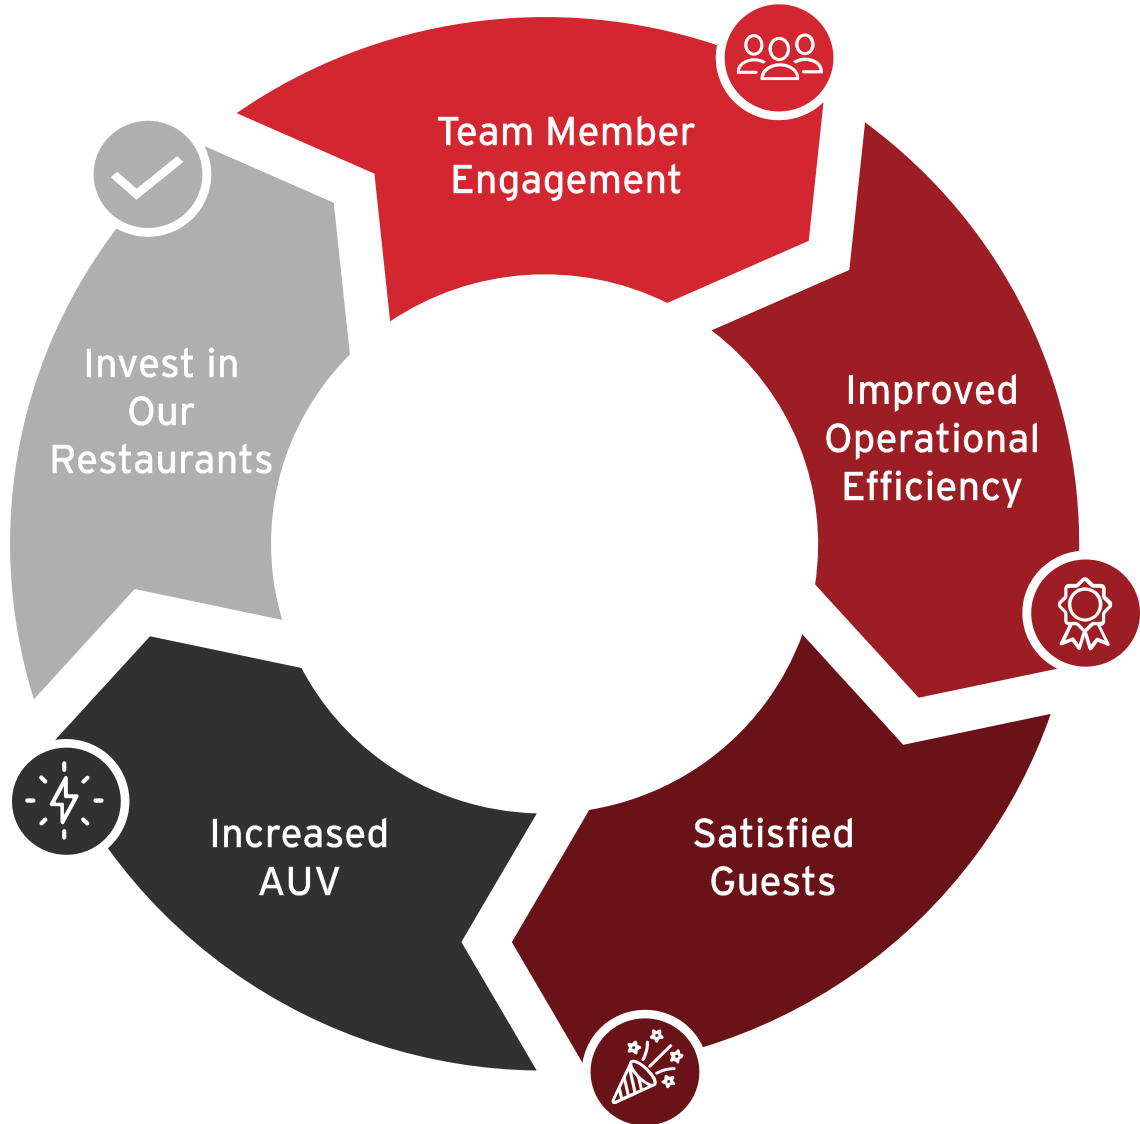 Team Member
Engagement
Improved
Operational
Efficiency
Satisfied
Guests
Increased
AUV
Invest in
Our
Restaurants